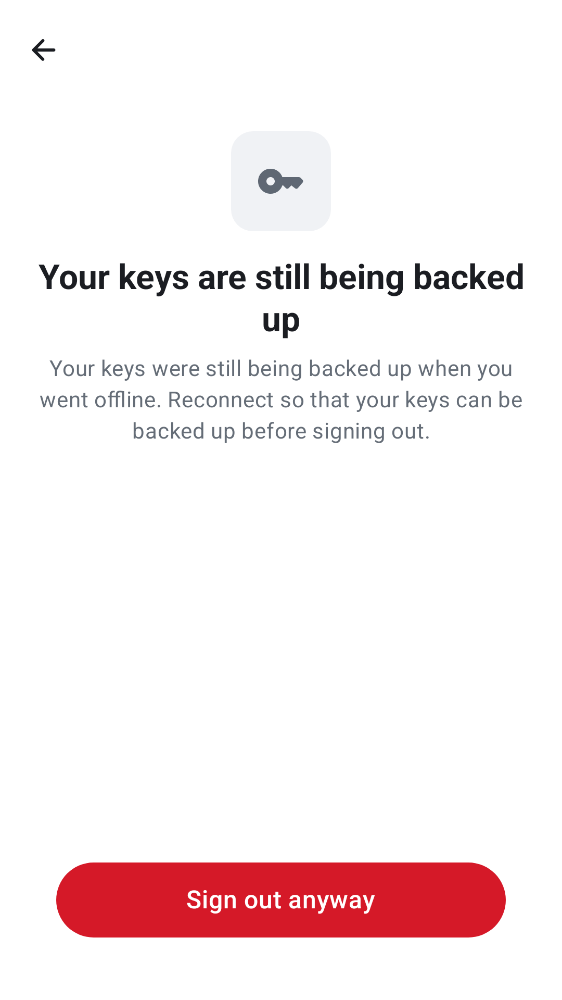 Your keys are still being backed
up
Your keys were still being backed up when you
went offline. Reconnect so that your keys can be
backed up before signing out.
Sign out anyway